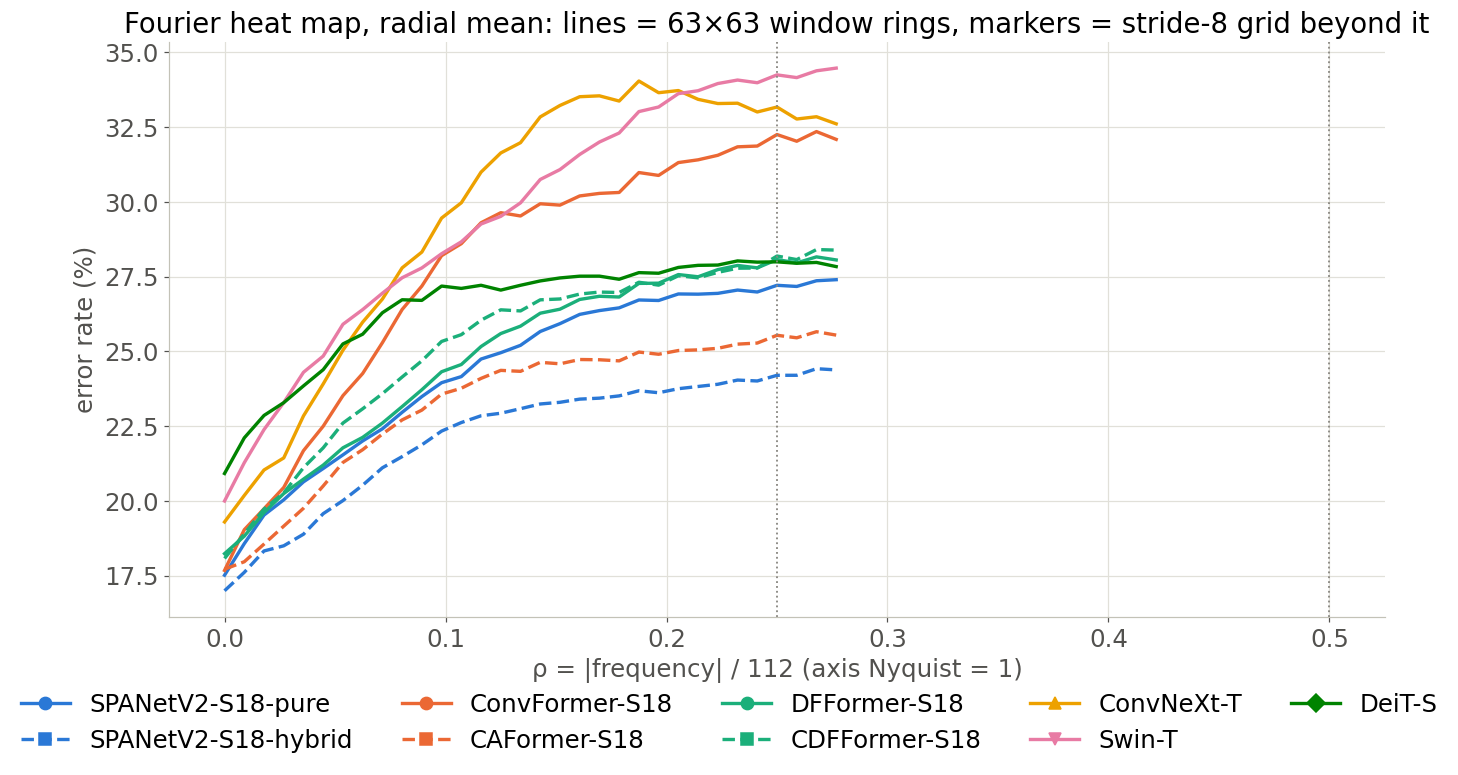 Fourier heat map, radial mean: lines = 63×63 window rings, markers = stride-8 grid beyond it
35.0
32.5
30.0
27.5
25.0
22.5
20.0
17.5
error rate (%)
0.0 0.1 0.2 0.3 0.4 0.5
ρ = |frequency| / 112 (axis Nyquist = 1)
SPANetV2-S18-pure ConvFormer-S18 DFFormer-S18 ConvNeXt-T DeiT-S
SPANetV2-S18-hybrid CAFormer-S18 CDFFormer-S18 Swin-T